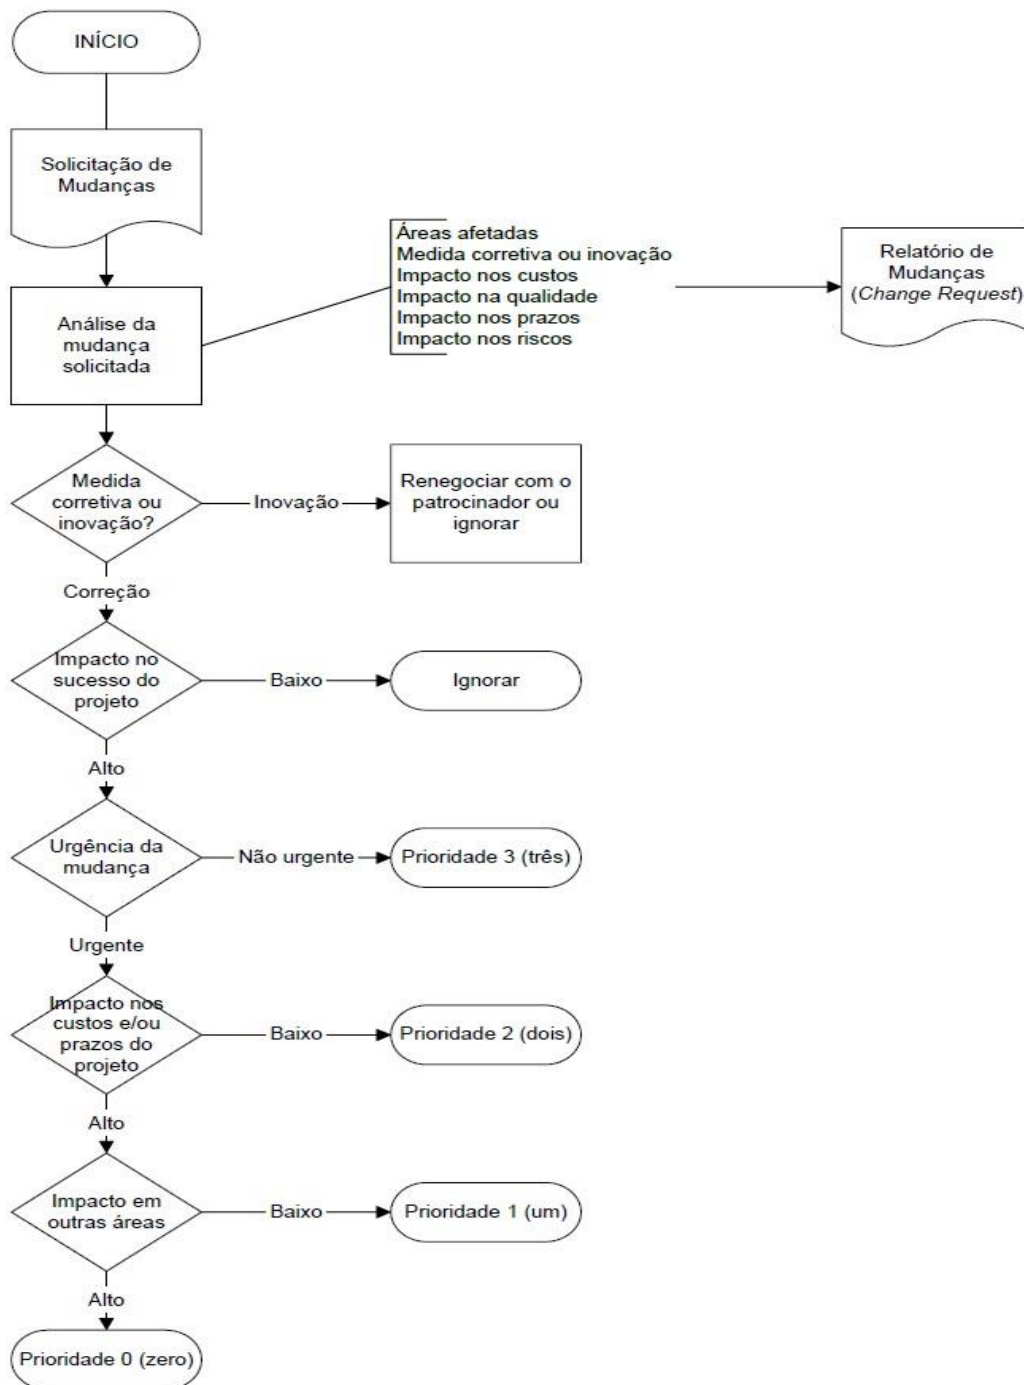 INÍCIO
Solicitação de
Mudanças
Áreas afetadas
Medida corretiva ou inovação
Impacto nos custos
Impacto na qualidade
Impacto nos prazos
Impacto nos riscos
Relatório de
Mudanças
(Change Request)
Análise da
mudança
solicitada
Medida
corretiva ou
inovação?
Inovação
Renegociar com o
patrocinador ou
ignorar
Correção
Impacto no
sucesso do
projeto
Baixo
Ignorar
Alto
Urgência da
mudança
Não urgente
Prioridade 3 (três)
Urgente
Impacto nos
custos e/ou
prazos do
projeto
Baixo
Prioridade 2 (dois)
Alto
Impacto em
outras áreas
Baixo
Prioridade 1 (um)
Alto
Prioridade 0 (zero)